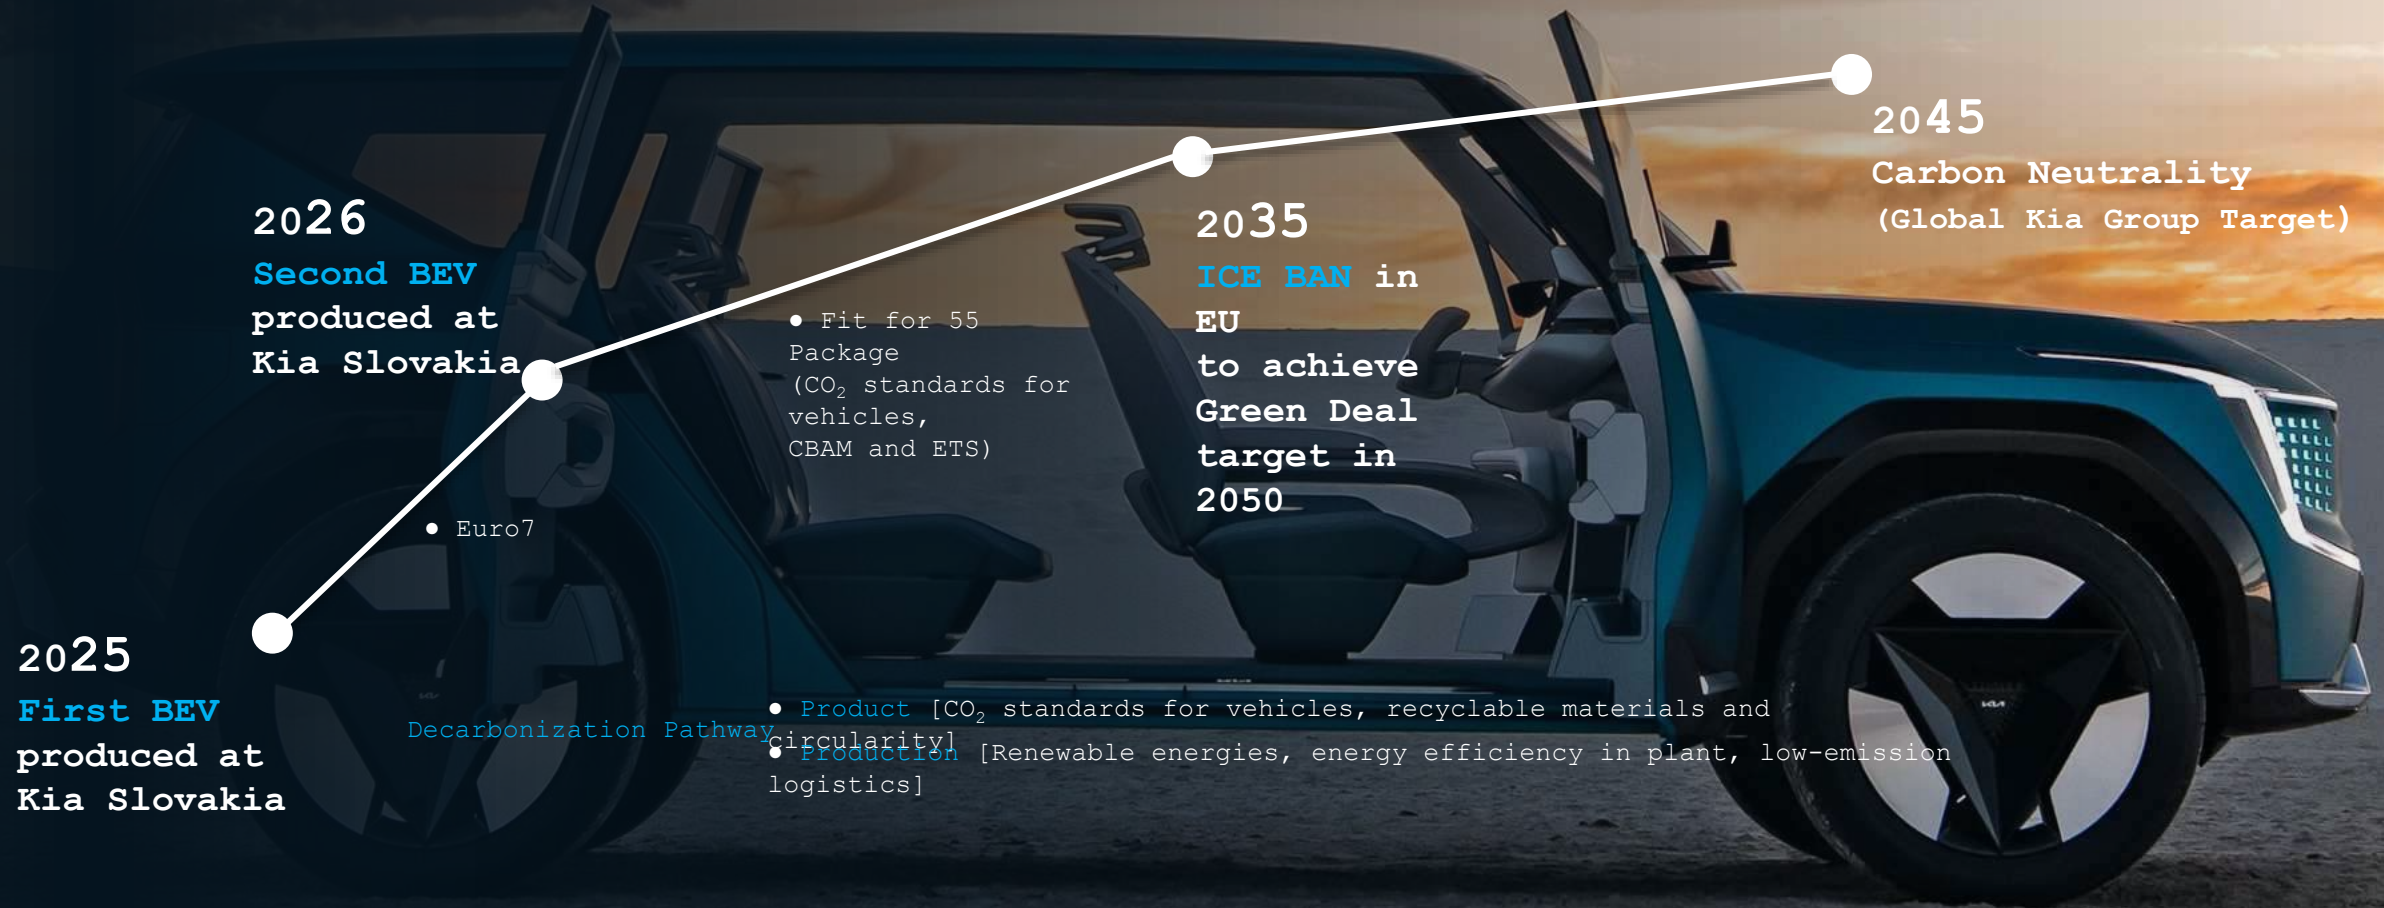 2045
Carbon Neutrality
(Global Kia Group Target)
2026
Second BEV
produced at
Kia Slovakia
2035
ICE BAN in
EU
to achieve
Green Deal
target in
2050
● Fit for 55
Package
(CO₂ standards for
vehicles,
CBAM and ETS)
● Euro7
2025
First BEV
produced at
Kia Slovakia
Decarbonization Pathway
● Product [CO₂ standards for vehicles, recyclable materials and
circularity]
● Production [Renewable energies, energy efficiency in plant, low-emission
logistics]
KIA